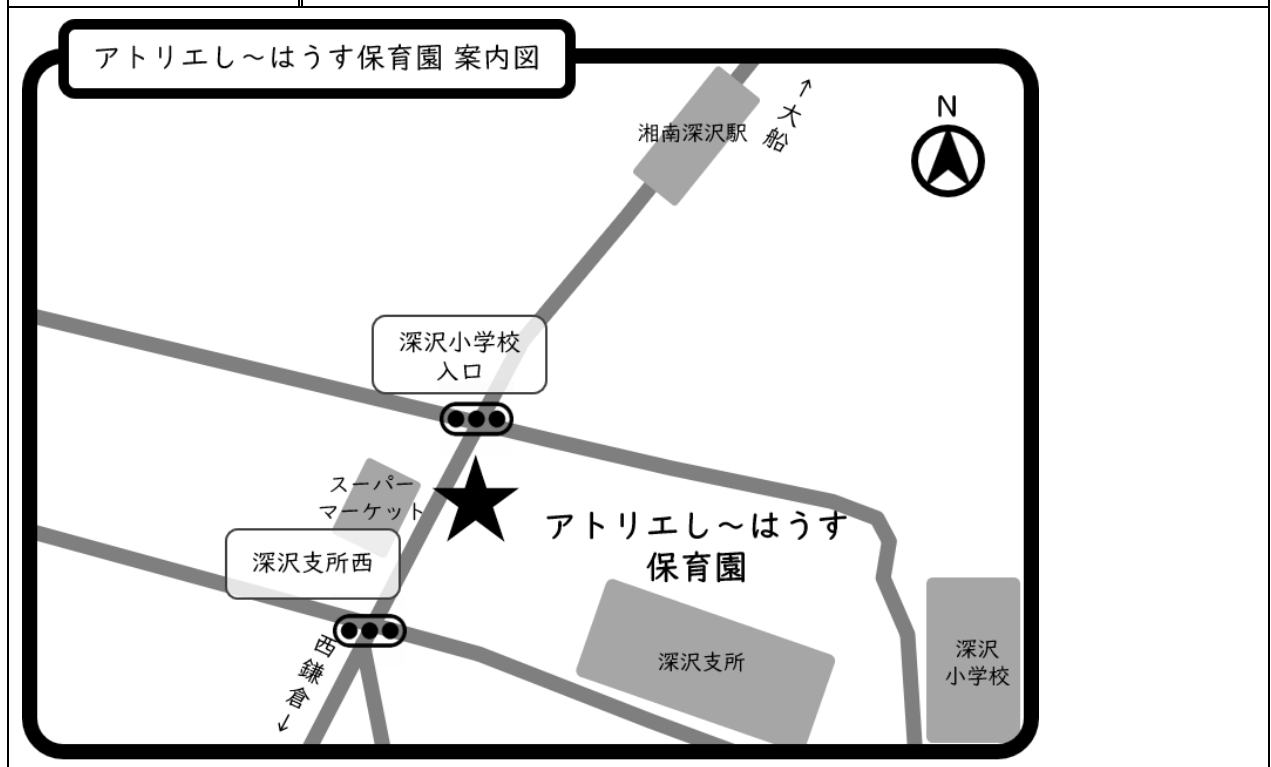 アトリエし～はうす保育園 案内図
↑大船
N
湘南深沢駅
深沢小学校
入口
スーパー
マーケット
アトリエし～はうす
保育園
深沢支所西
西鎌倉↓
深沢支所
深沢
小学校